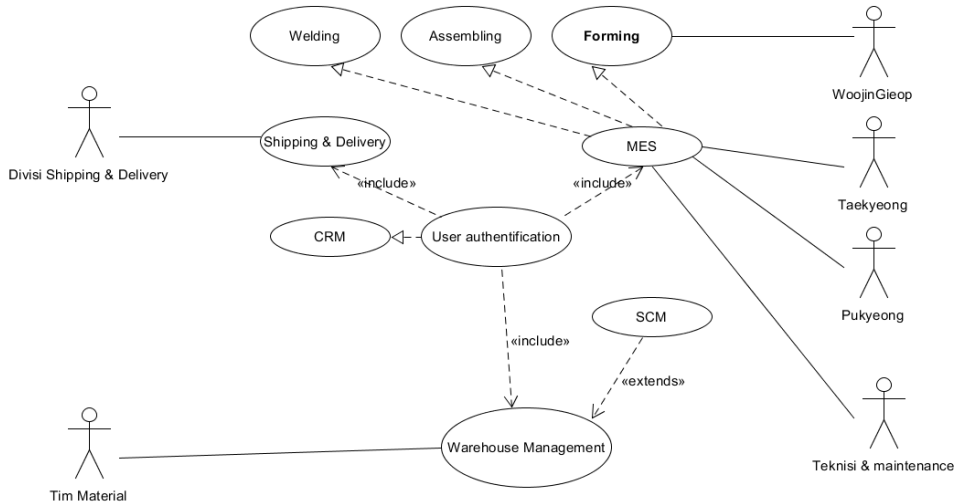 Welding
Assembling
Forming
WoojinGieop
Shipping & Delivery
MES
Divisi Shipping & Delivery
«include»
«include»
Taekyeong
CRM
User authentification
SCM
Pukyeong
«include»
«extends»
Warehouse Management
Teknisi & maintenance
Tim Material